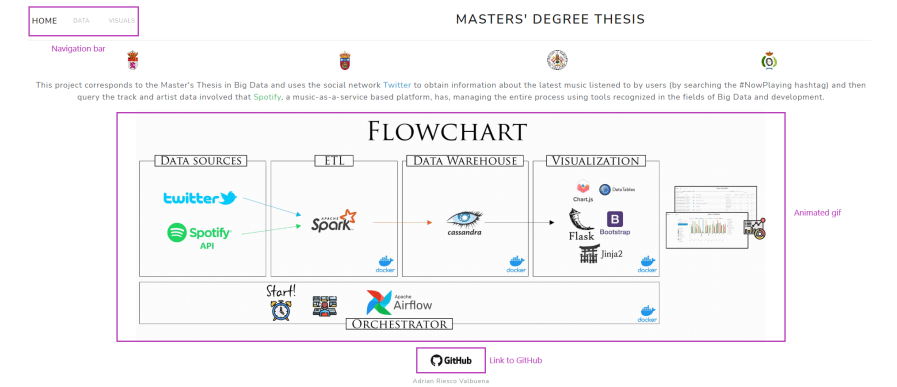 HOME DATA VISUALS
MASTERS' DEGREE THESIS
Navigation bar
This project corresponds to the Master's Thesis in Big Data and uses the social network Twitter to obtain information about the latest music listened to by users (by searching the #NowPlaying hashtag) and then
query the track and artist data involved that Spotify, a music-as-a-service based platform, has, managing the entire process using tools recognized in the fields of Big Data and development.
FLOWCHART
DATA SOURCES
ETL
DATA WAREHOUSE
VISUALIZATION
twitter
Spotify
API
APACHE
Spark
docker
cassandra
docker
Chart.js
DataTables
Flask
B
Bootstrap
Jinja2
docker
Animated gif
Start!
Apache
Airflow
docker
ORCHESTRATOR
GitHub
Link to GitHub
Adrian Riesco Valbuena